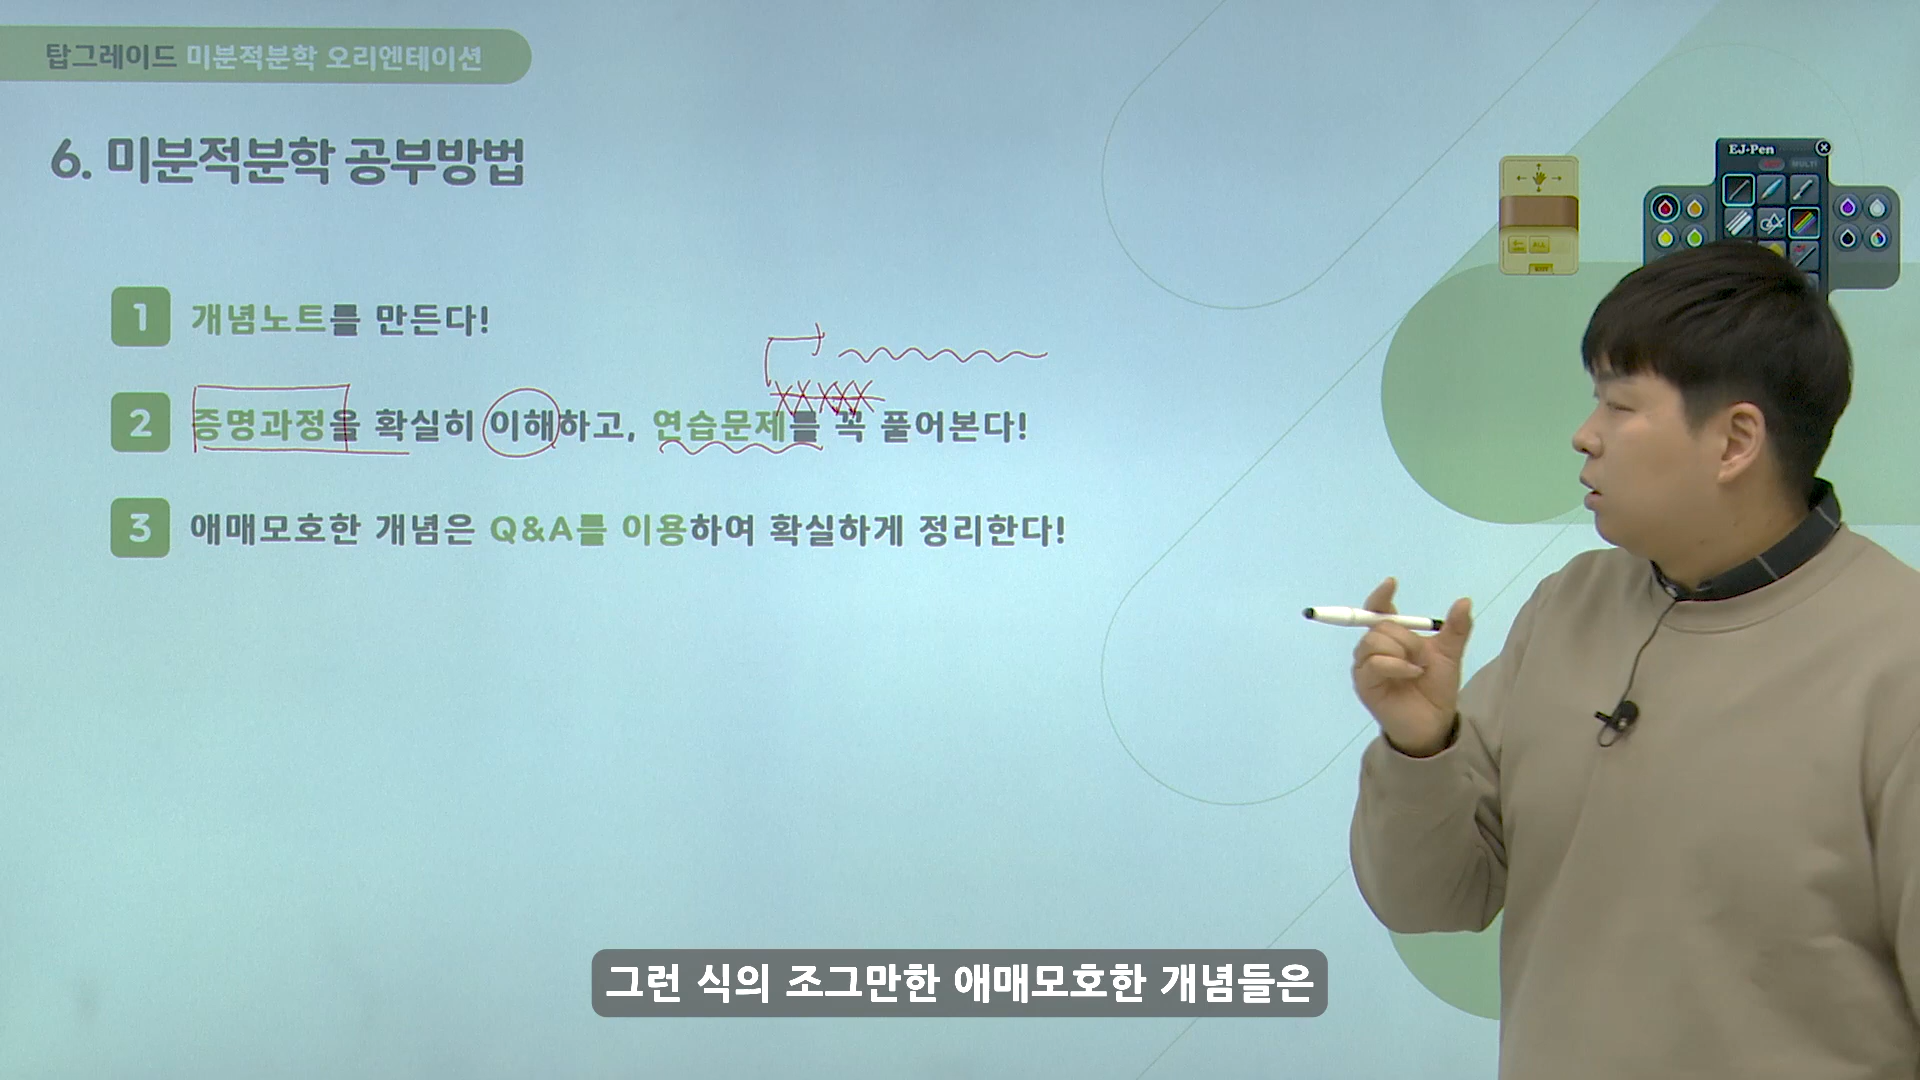 탑그레이드 미분적분학 오리엔테이션
6. 미분적분학 공부방법
EJ-Pen
MULTI
ALL
1 개념노트를 만든다!
2 증명과정을 확실히 이해하고, 연습문제를 꼭 풀어본다!
3 애매모호한 개념은 Q&A를 이용하여 확실하게 정리한다!
그런 식의 조그만한 애매모호한 개념들은